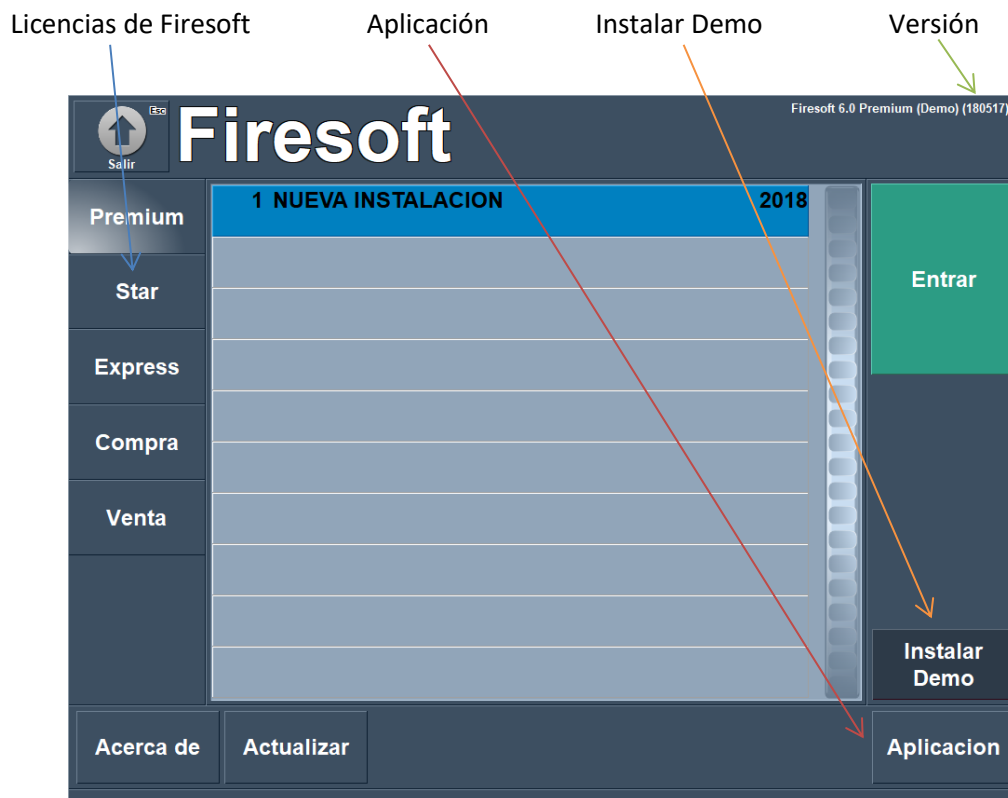 Licencias de Firesoft Aplicación Instalar Demo Versión
Esc
Salir
Firesoft
Firesoft 6.0 Premium (Demo) (180517)
Premium
1 NUEVA INSTALACION 2018
Entrar
Star
Express
Compra
Venta
Instalar
Demo
Acerca de
Actualizar
Aplicacion